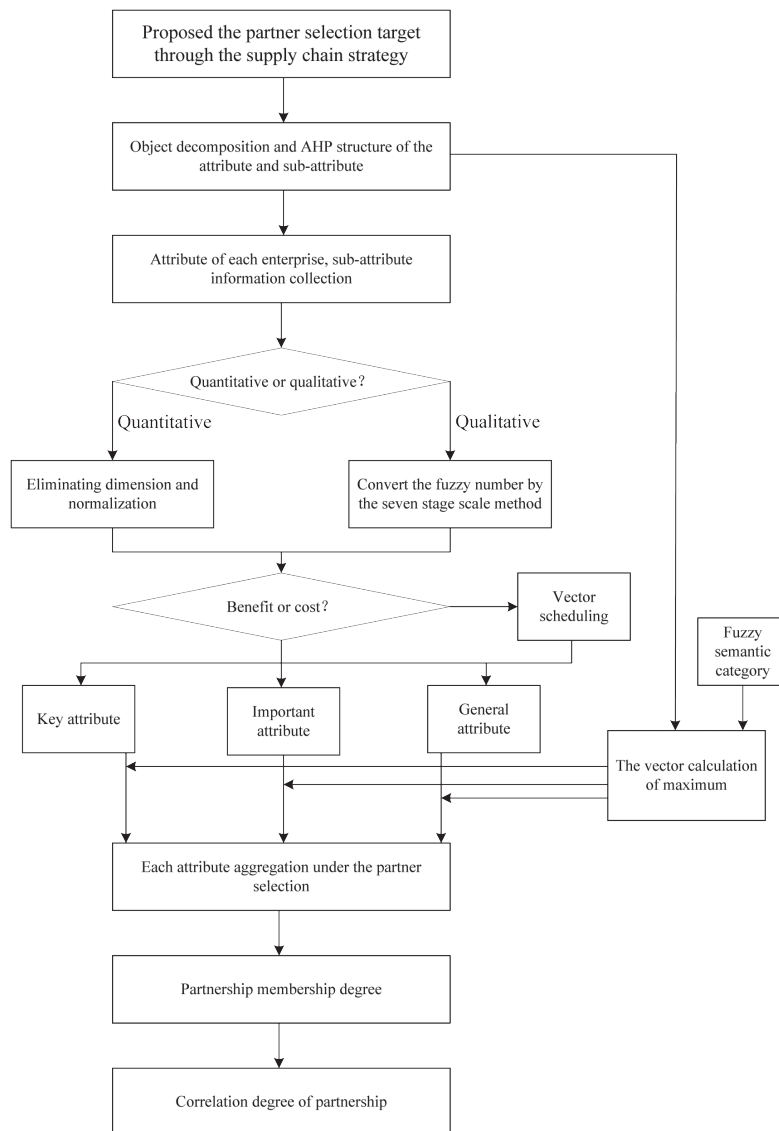 Proposed the partner selection target
through the supply chain strategy
Object decomposition and AHP structure of the
attribute and sub-attribute
Attribute of each enterprise, sub-attribute
information collection
Quantitative or qualitative?
Quantitative
Qualitative
Eliminating dimension and
normalization
Convert the fuzzy number by
the seven stage scale method
Benefit or cost?
Vector
scheduling
Fuzzy
semantic
category
Key attribute
Important
attribute
General
attribute
The vector calculation
of maximum
Each attribute aggregation under the partner
selection
Partnership membership degree
Correlation degree of partnership